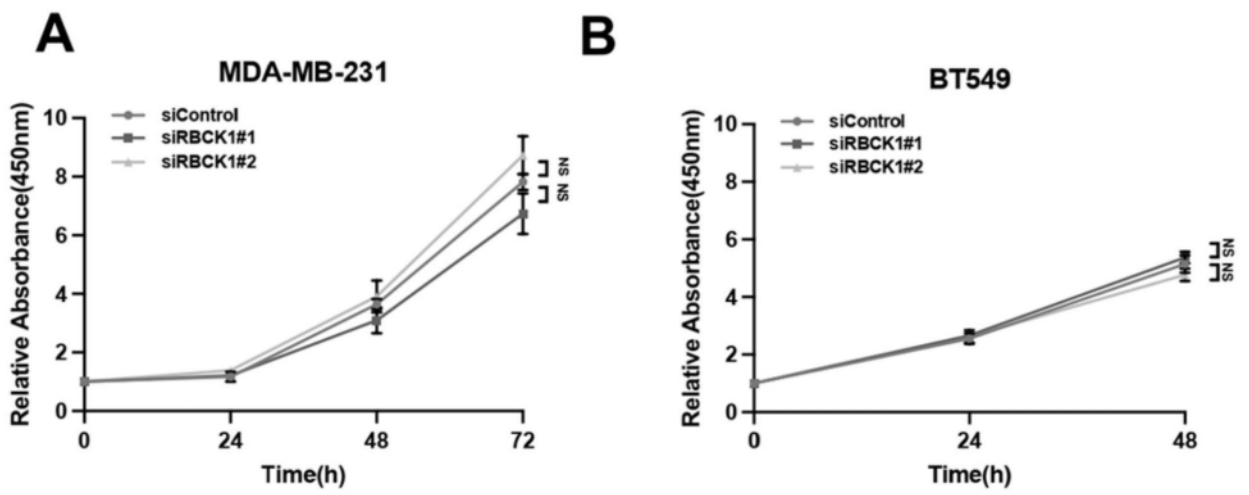 A
MDA-MB-231
Relative Absorbance(450nm)
10
8
6
4
2
0
siControl
siRBCK1#1
siRBCK1#2
NS
NS
0 24 48 72
Time(h)
B
BT549
Relative Absorbance(450nm)
10
8
6
4
2
0
siControl
siRBCK1#1
siRBCK1#2
NS
NS
0 24 48
Time(h)